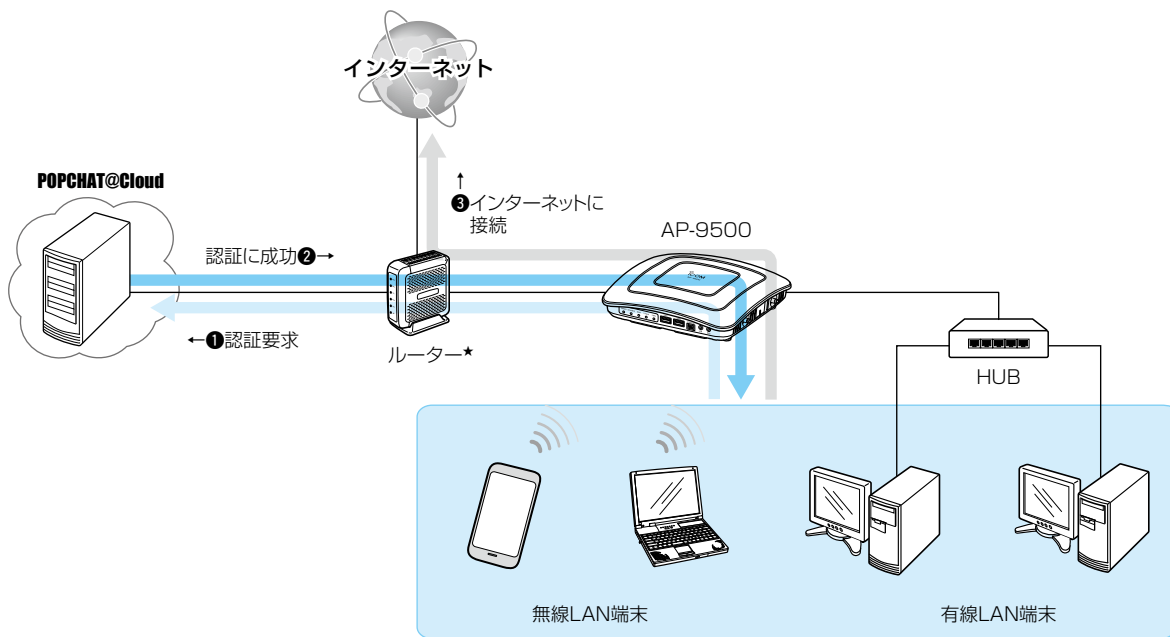 インターネット
POPCHAT@Cloud
↑
❸インターネットに
接続
AP-9500
認証に成功❷→
←❶認証要求
ルーター★
ICOM
HUB
無線LAN端末
有線LAN端末